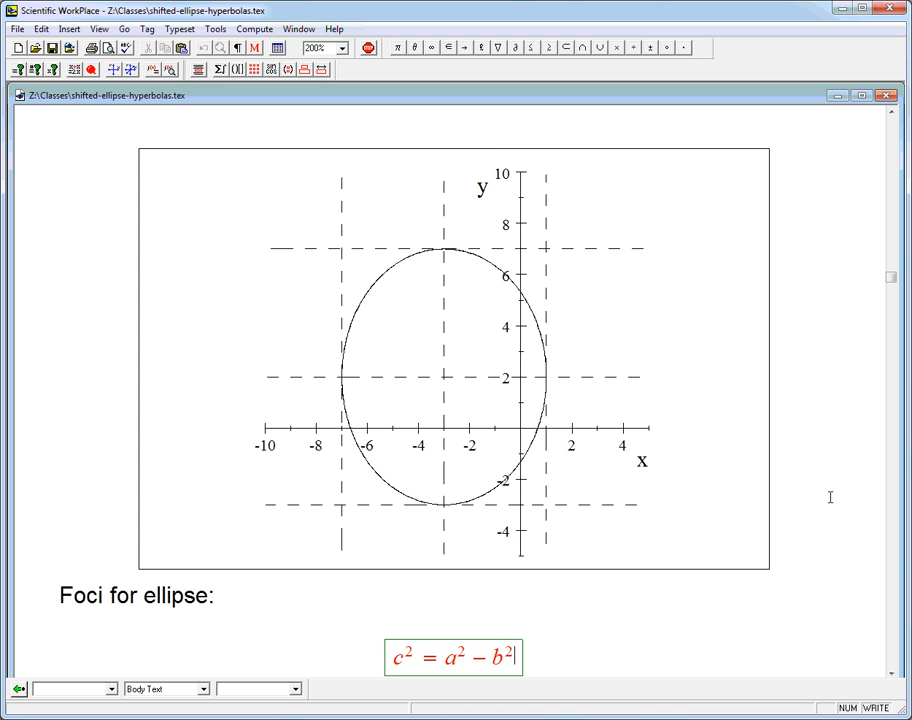 Scientific WorkPlace - Z:\Classes\shifted-ellipse-hyperbolas.tex
File Edit Insert View Go Tag Typeset Tools Compute Window Help
200%
Z:\Classes\shifted-ellipse-hyperbolas.tex
y
10
8
6
4
2
-10 -8 -6 -4 -2 2 4
x
-2
-4
Foci for ellipse:
c² = a² − b²
Body Text
NUM WRITE